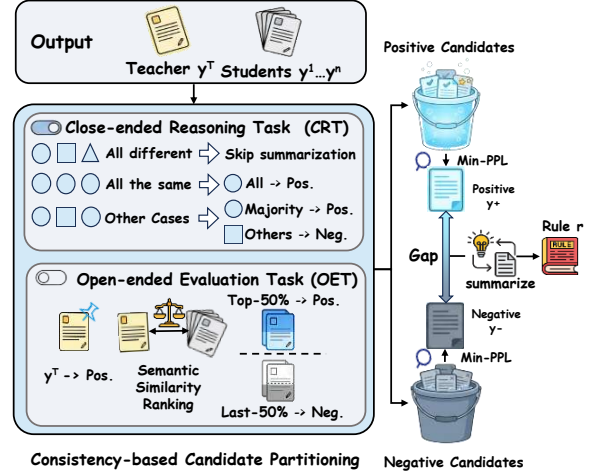 Output
Teacher yᵀ Students y¹...yⁿ
Close-ended Reasoning Task (CRT)
All different
Skip summarization
All the same
All -> Pos.
Other Cases
Majority -> Pos.
Others -> Neg.
Open-ended Evaluation Task (OET)
Top-50% -> Pos.
yᵀ -> Pos.
Semantic
Similarity
Ranking
Last-50% -> Neg.
Consistency-based Candidate Partitioning
Positive Candidates
Min-PPL
Positive
y+
Gap
summarize
Rule r
RULE
Negative
y-
Min-PPL
Negative Candidates